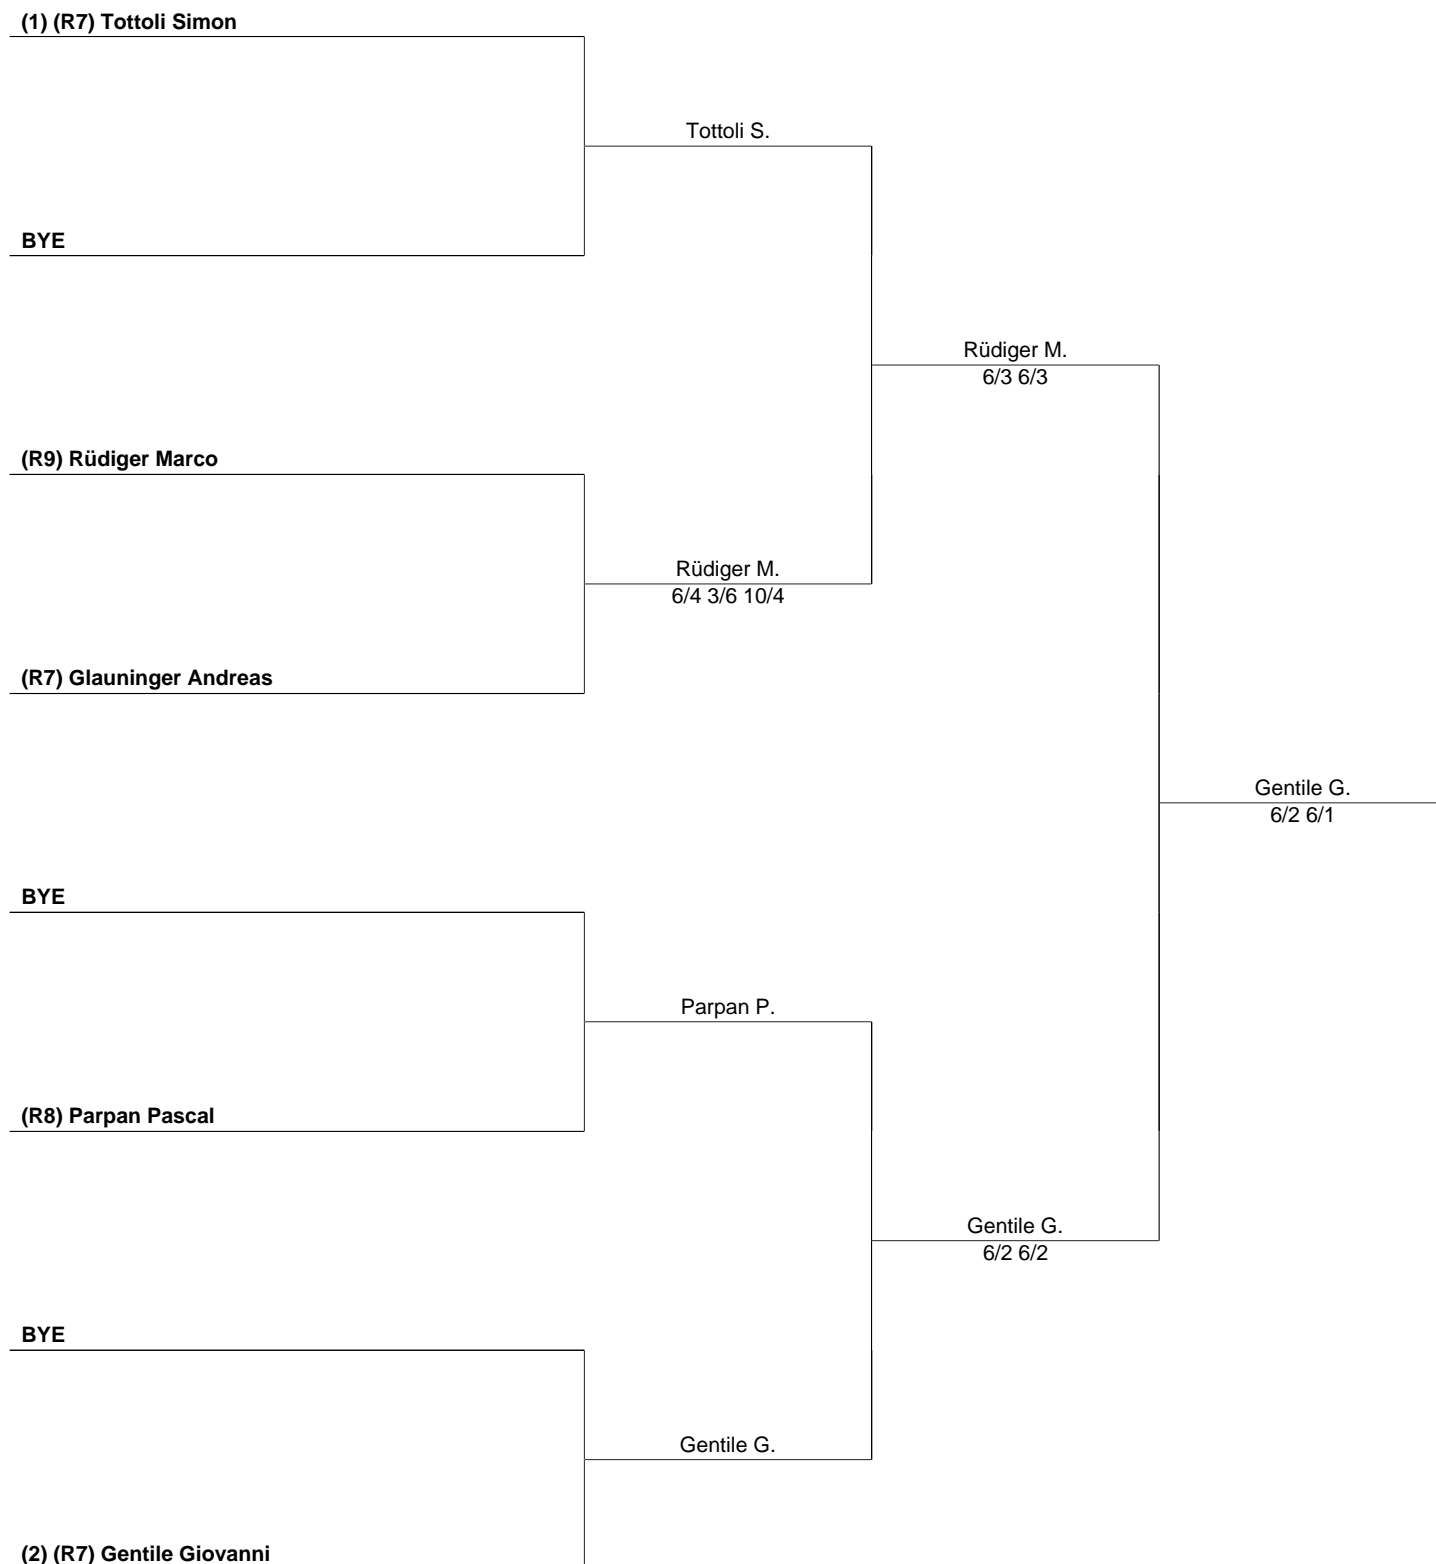 (1) (R7) Tottoli Simon
Tottoli S.
BYE
Rüdiger M.
6/3 6/3
(R9) Rüdiger Marco
Rüdiger M.
6/4 3/6 10/4
(R7) Glauninger Andreas
Gentile G.
6/2 6/1
BYE
Parpan P.
(R8) Parpan Pascal
Gentile G.
6/2 6/2
BYE
Gentile G.
(2) (R7) Gentile Giovanni